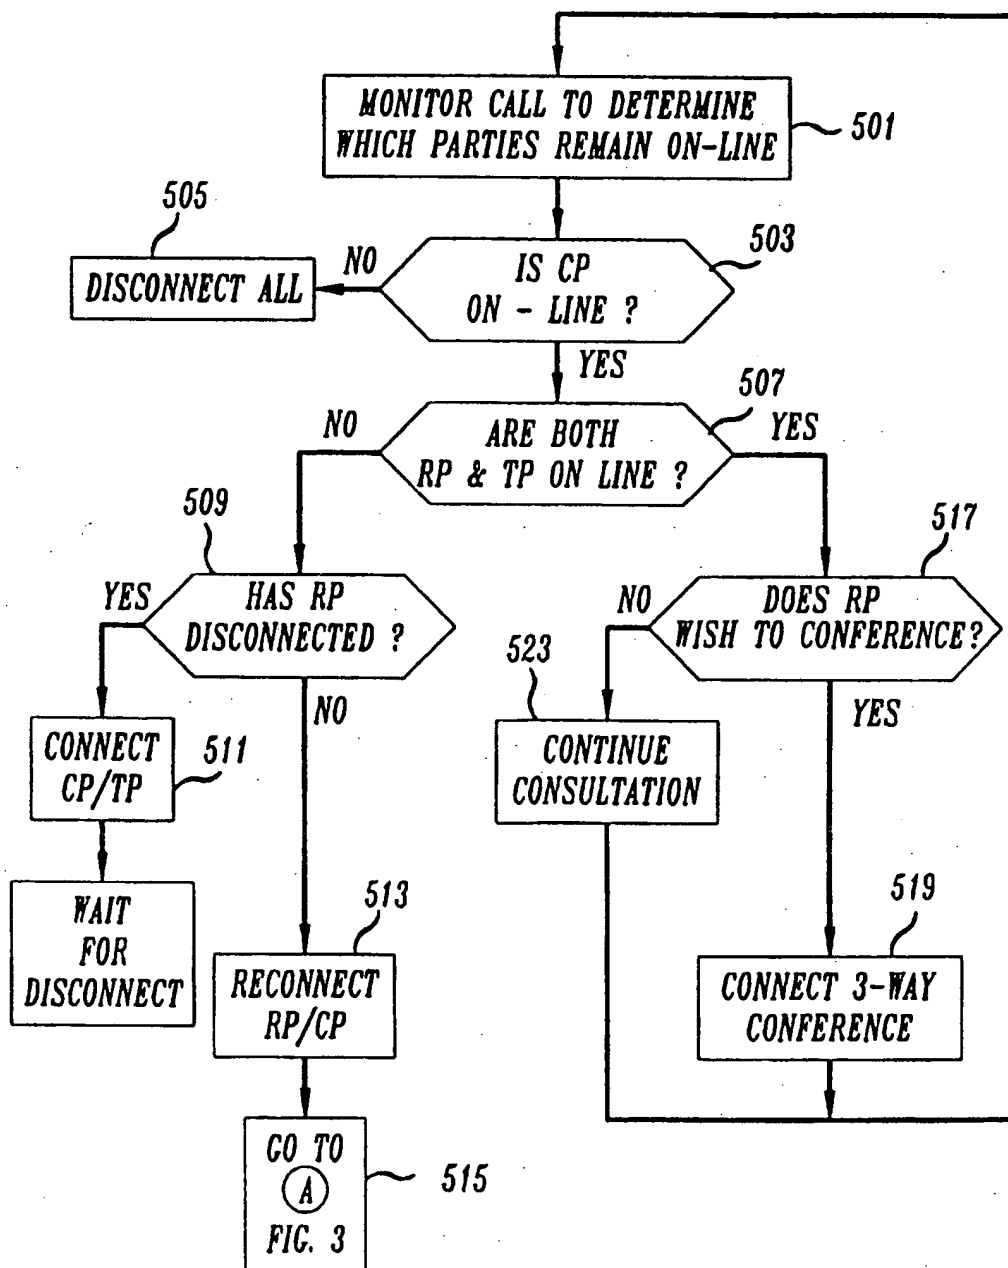 MONITOR CALL TO DETERMINE
WHICH PARTIES REMAIN ON-LINE
501
505
DISCONNECT ALL
NO
IS CP
ON - LINE ?
503
YES
507
NO
ARE BOTH
RP & TP ON LINE ?
YES
509
YES
HAS RP
DISCONNECTED ?
NO
517
NO
DOES RP
WISH TO CONFERENCE?
YES
523
CONTINUE
CONSULTATION
CONNECT
CP/TP
511
WAIT
FOR
DISCONNECT
513
RECONNECT
RP/CP
519
CONNECT 3-WAY
CONFERENCE
GO TO
A
FIG. 3
515